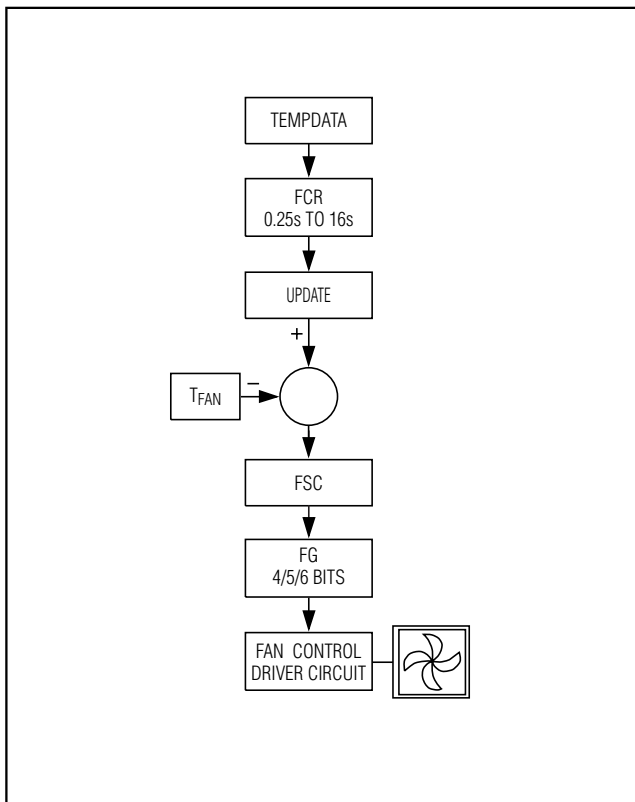 TEMPDATA
FCR
0.25s TO 16s
UPDATE
+
TFAN
−
FSC
FG
4/5/6 BITS
FAN CONTROL
DRIVER CIRCUIT